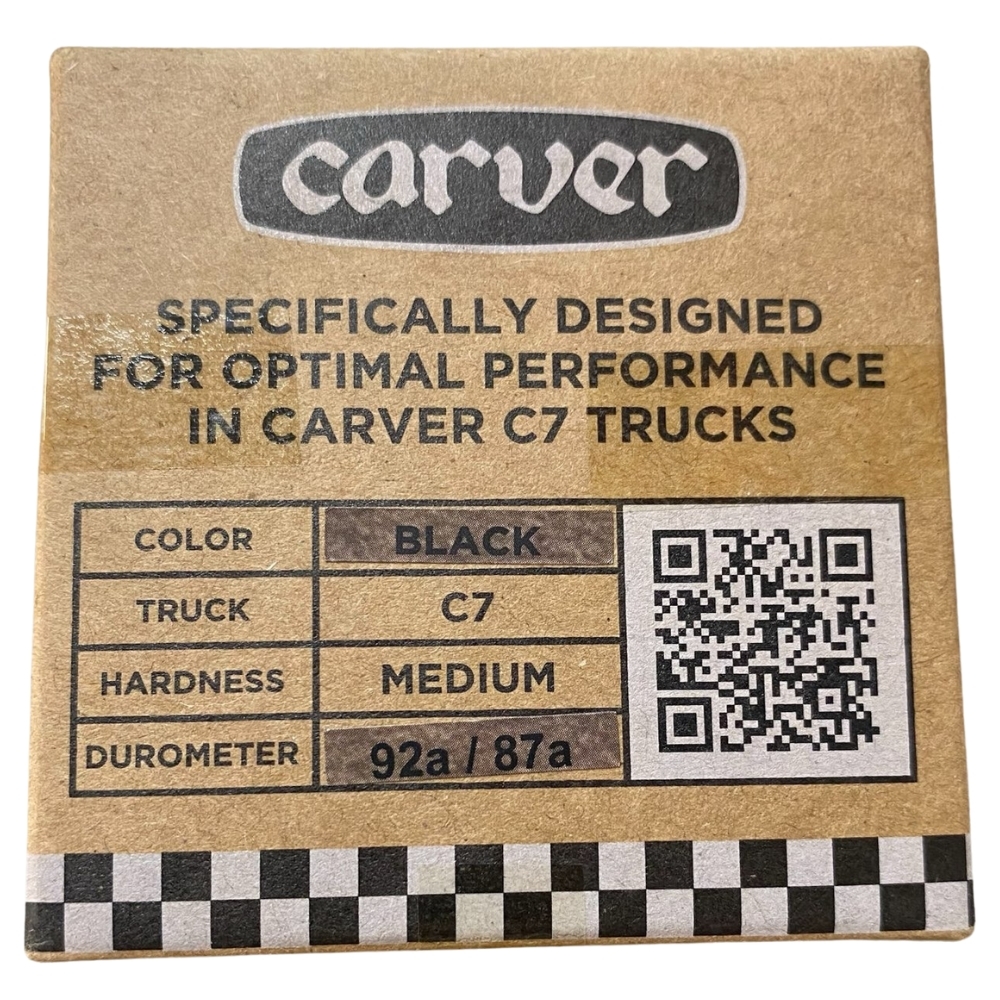 carver
SPECIFICALLY DESIGNED
FOR OPTIMAL PERFORMANCE
IN CARVER C7 TRUCKS
COLOR BLACK
TRUCK C7
HARDNESS MEDIUM
DUROMETER 92a / 87a